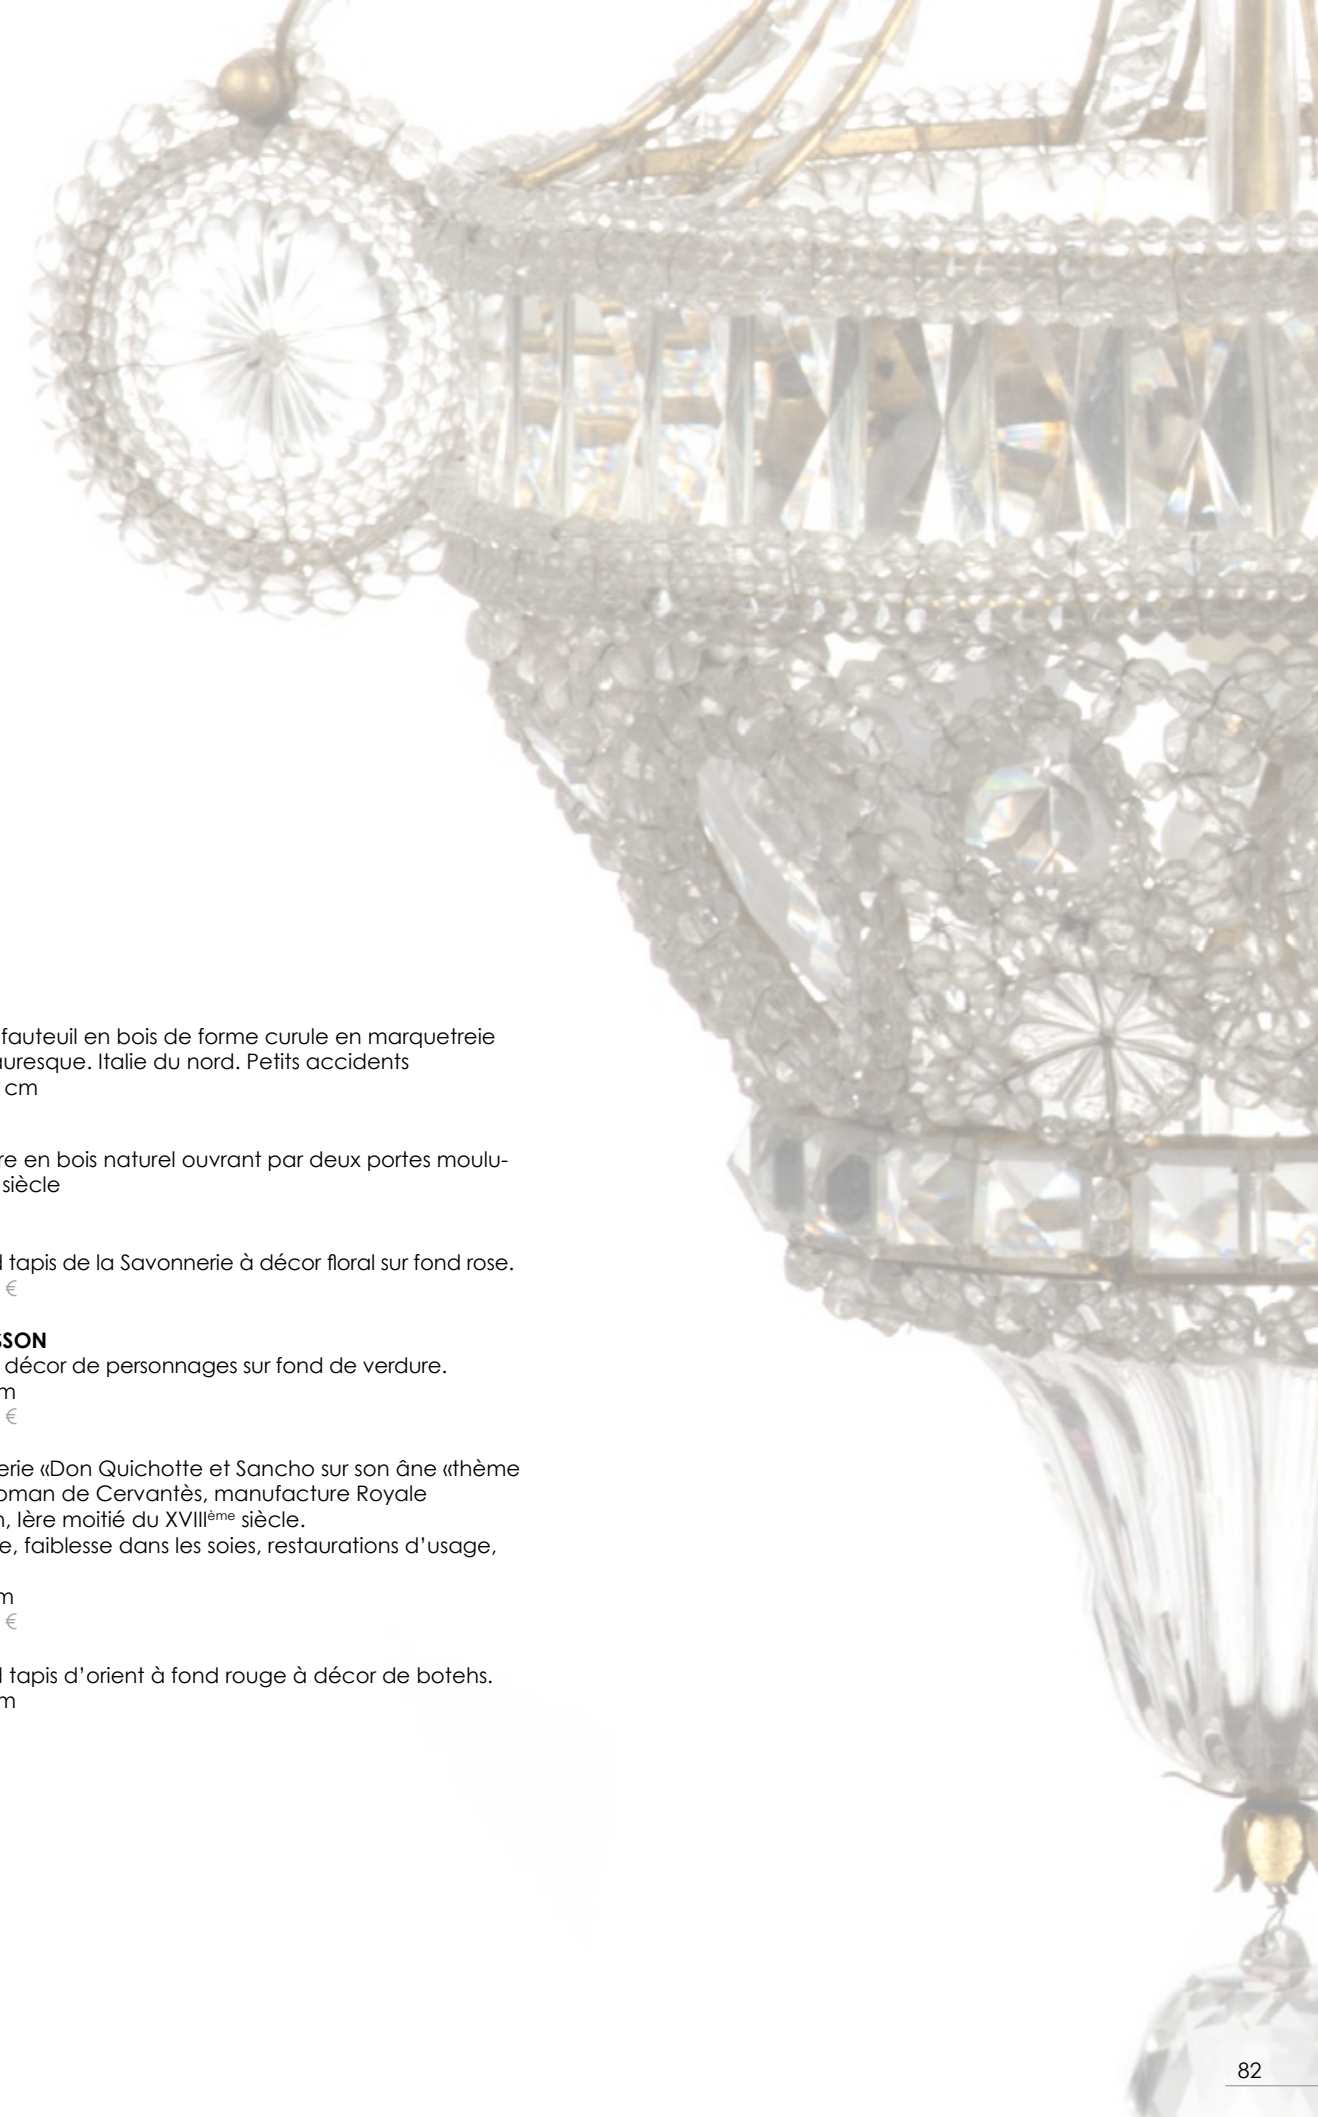 fauteuil en bois de forme curule en marquetreie
auresque. Italie du nord. Petits accidents
cm
re en bois naturel ouvrant par deux portes moulu-
siècle
tapis de la Savonnerie à décor floral sur fond rose.
€
SSON
décor de personnages sur fond de verdure.
m
€
erie «Don Quichotte et Sancho sur son âne «thème
oman de Cervantès, manufacture Royale
n, Ière moitié du XVIIIème siècle.
e, faiblesse dans les soies, restaurations d'usage,
m
€
tapis d'orient à fond rouge à décor de botehs.
m
82